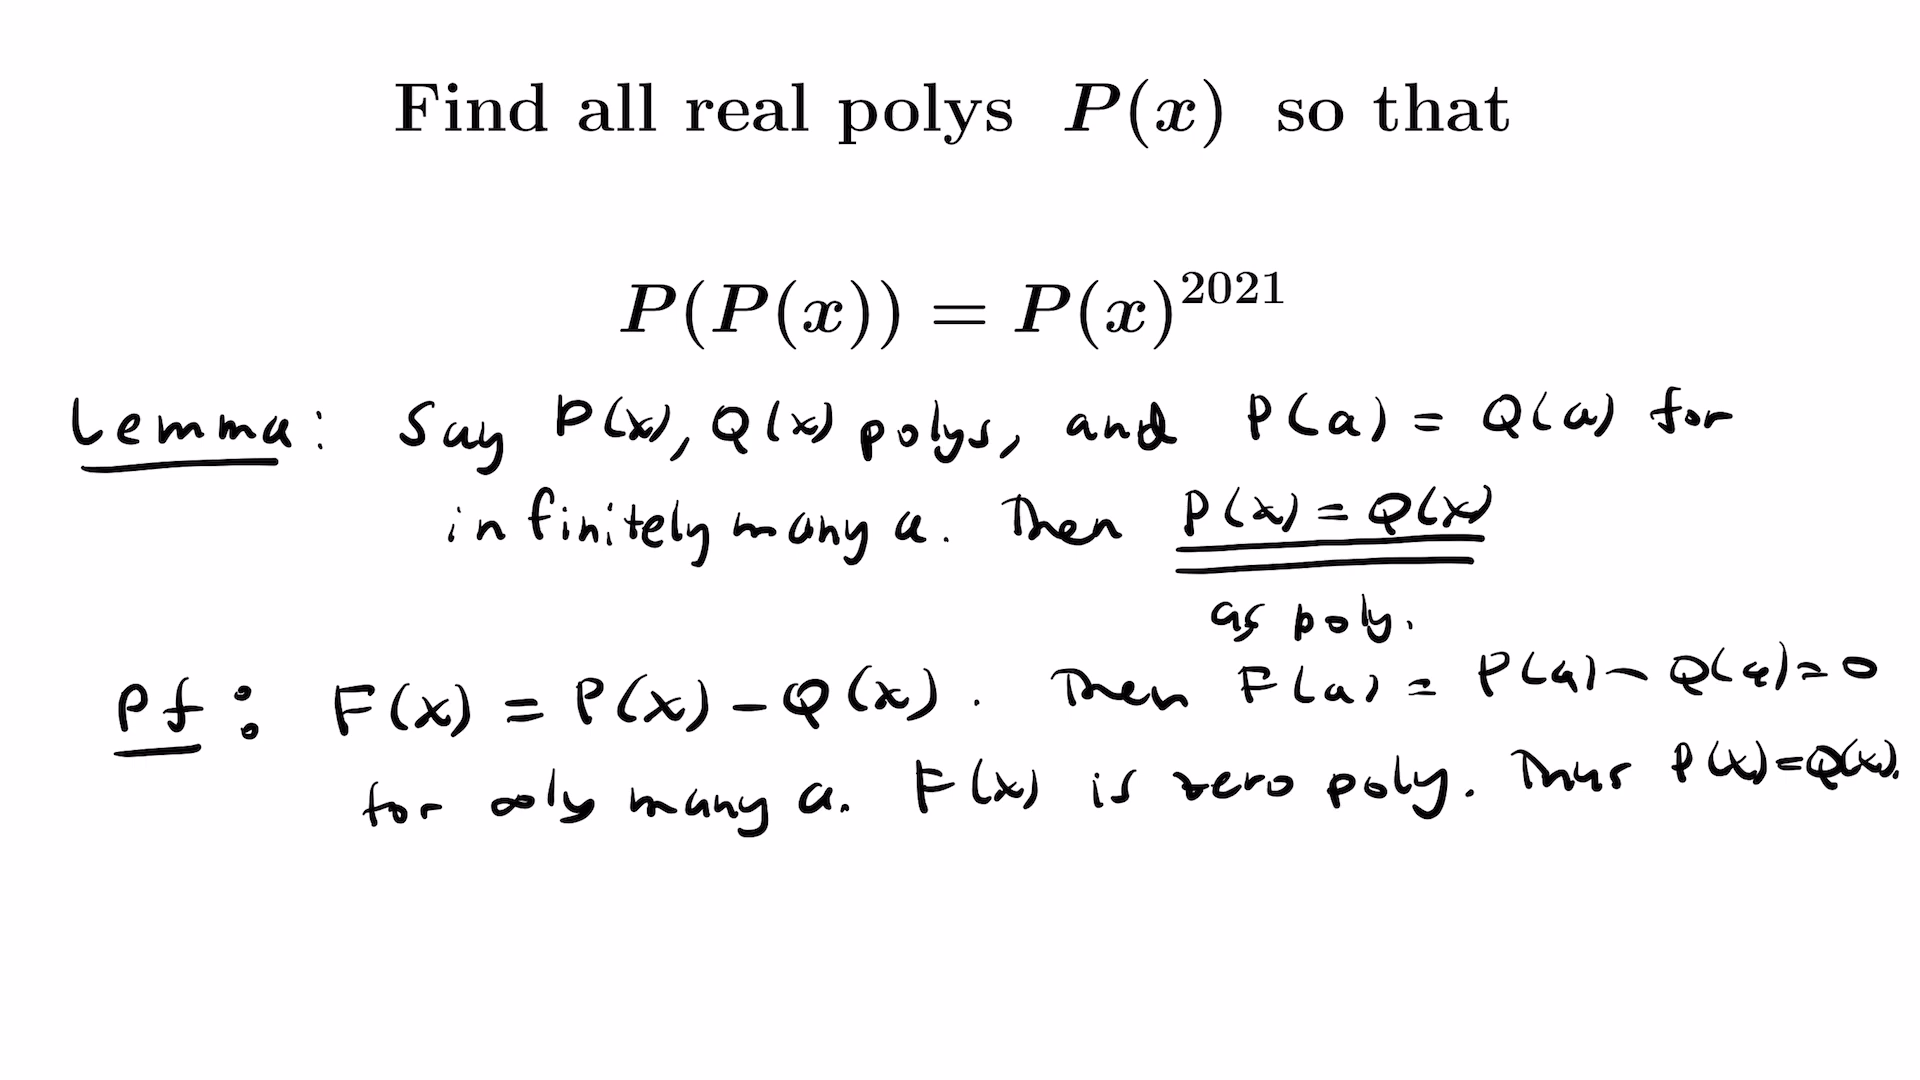 Find all real polys P(x) so that
P(P(x)) = P(x)^2021
Lemma: Say P(x), Q(x) polys, and P(a) = Q(a) for
infinitely many a. Then P(x) = Q(x)
as poly.
Pf: F(x) = P(x) - Q(x). Then F(a) = P(a) - Q(a) = 0
for ∞ly many a. F(x) is zero poly. Thus P(x)=Q(x).